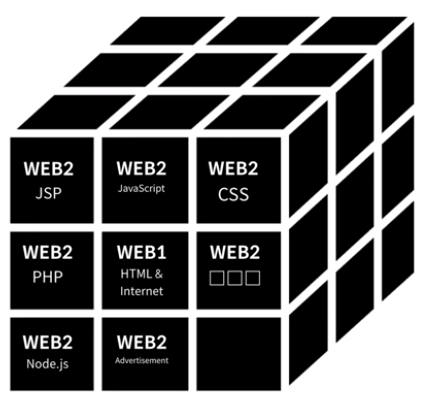 WEB2
JSP
WEB2
JavaScript
WEB2
CSS
WEB2
PHP
WEB1
HTML &
Internet
WEB2
□□□
WEB2
Node.js
WEB2
Advertisement